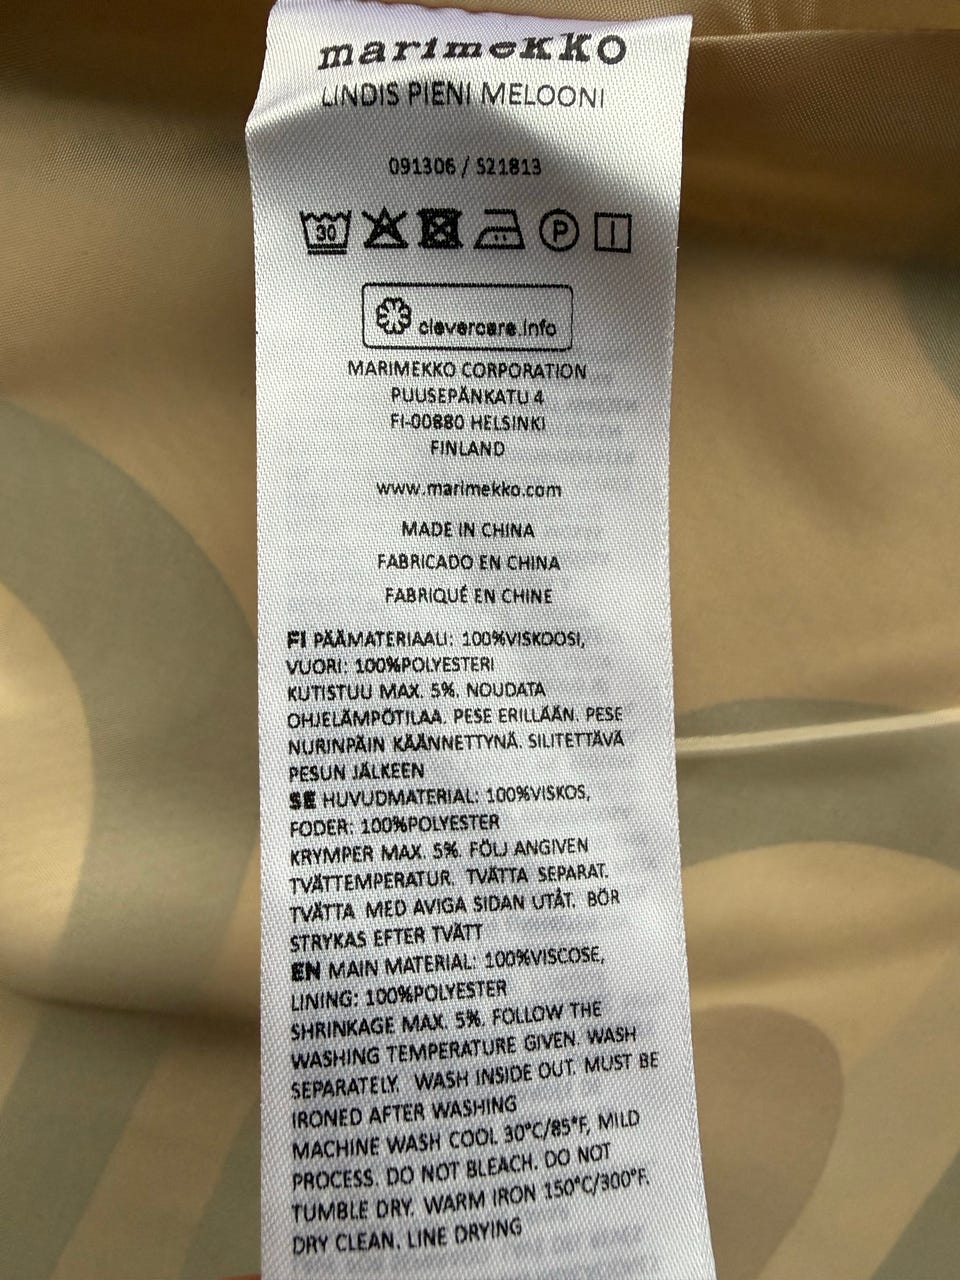 marimekko
LINDIS PIENI MELOONI
091306 / 521813
30
P
clevercare.info
MARIMEKKO CORPORATION
PUUSEPÄNKATU 4
FI-00880 HELSINKI
FINLAND
www.marimekko.com
MADE IN CHINA
FABRICADO EN CHINA
FABRIQUÉ EN CHINE
FI PÄÄMATERIAALI: 100%VISKOOSI,
VUORI: 100%POLYESTERI
KUTISTUU MAX. 5%. NOUDATA
OHJELÄMPÖTILAA. PESE ERILLÄÄN. PESE
NURINPÄIN KÄÄNNETTYNÄ. SILITETTÄVÄ
PESUN JÄLKEEN
SE HUVUDMATERIAL: 100%VISKOS,
FODER: 100%POLYESTER
KRYMPER MAX. 5%. FÖLJ ANGIVEN
TVÄTTEMPERATUR. TVÄTTA SEPARAT.
TVÄTTA MED AVIGA SIDAN UTÅT. BÖR
STRYKAS EFTER TVÄTT
EN MAIN MATERIAL: 100%VISCOSE,
LINING: 100%POLYESTER
SHRINKAGE MAX. 5%. FOLLOW THE
WASHING TEMPERATURE GIVEN. WASH
SEPARATELY. WASH INSIDE OUT. MUST BE
IRONED AFTER WASHING
MACHINE WASH COOL 30°C/85°F, MILD
PROCESS. DO NOT BLEACH. DO NOT
TUMBLE DRY. WARM IRON 150°C/300°F.
DRY CLEAN. LINE DRYING